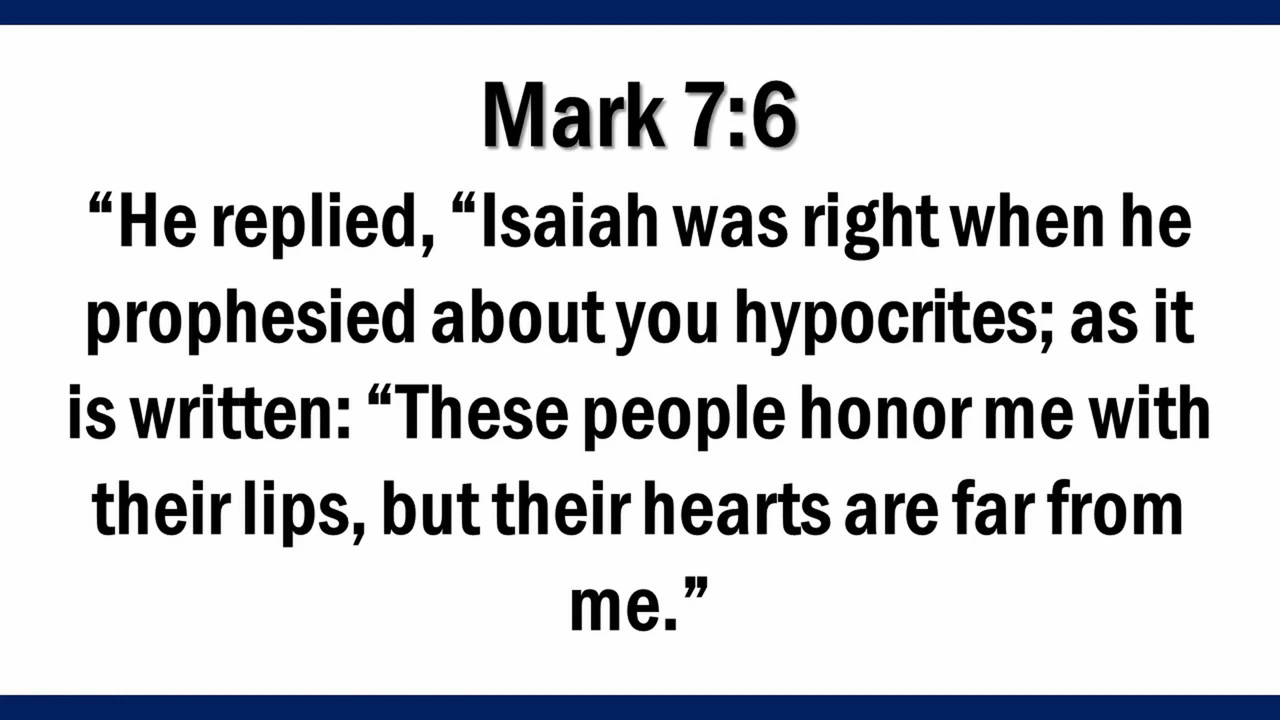 Mark 7:6
“He replied, “Isaiah was right when he
prophesied about you hypocrites; as it
is written: “These people honor me with
their lips, but their hearts are far from
me.”